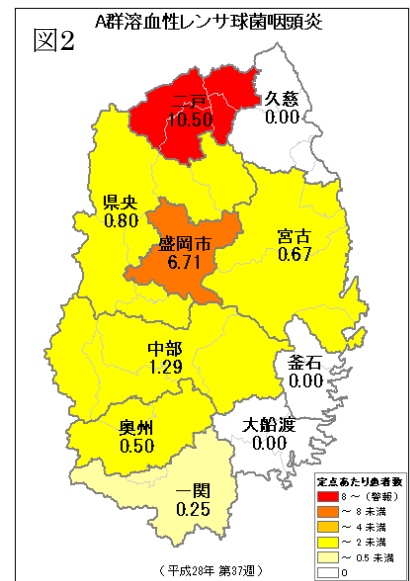 A群溶血性レンサ球菌咽頭炎
図2
二戸
10.50
久慈
0.00
県央
0.80
盛岡市
6.71
宮古
0.67
中部
1.29
釜石
0.00
奥州
0.50
大船渡
0.00
一関
0.25
定点あたり患者数
8 ～ (警報)
～ 8 未満
～ 4 未満
～ 2 未満
～ 0.5 未満
0
(平成28年 第37週)